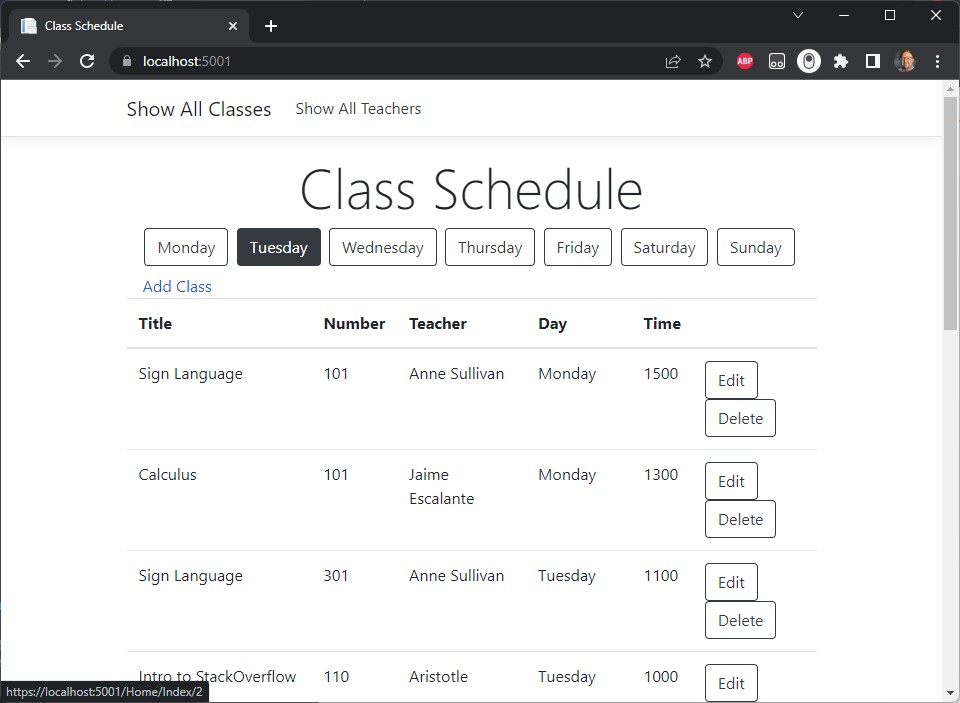 Class Schedule
localhost:5001
ABP
Show All Classes Show All Teachers
Class Schedule
Monday Tuesday Wednesday Thursday Friday Saturday Sunday
Add Class
Title Number Teacher Day Time
Sign Language 101 Anne Sullivan Monday 1500 Edit
Delete
Calculus 101 Jaime Monday 1300 Edit
Escalante
Delete
Sign Language 301 Anne Sullivan Tuesday 1100 Edit
Delete
Intro to StackOverflow 110 Aristotle Tuesday 1000 Edit
https://localhost:5001/Home/Index/2